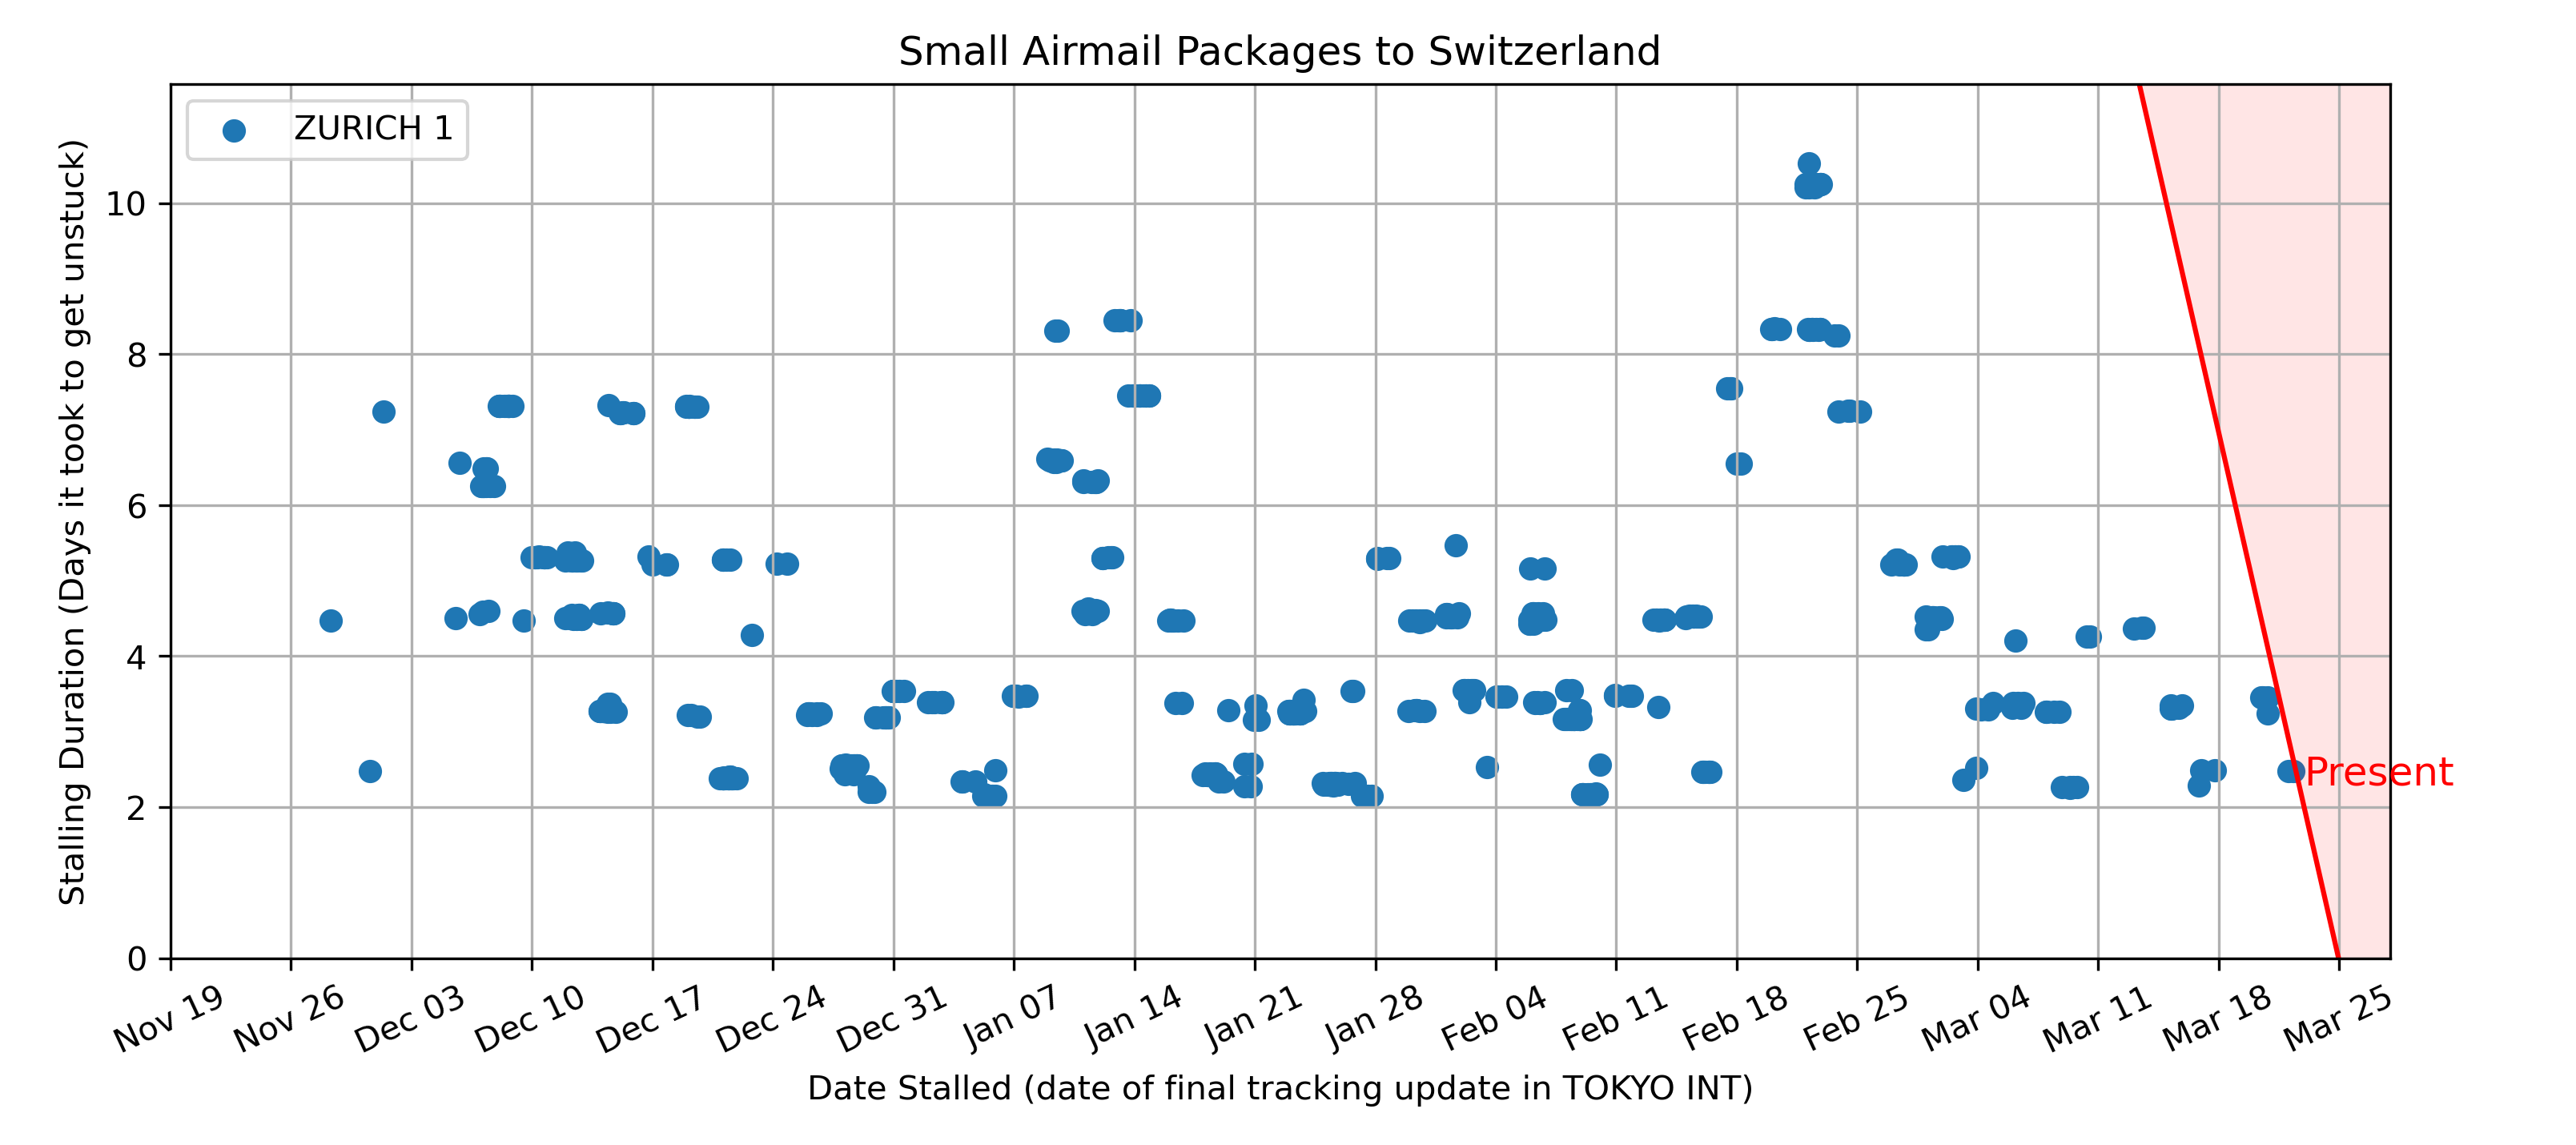 Small Airmail Packages to Switzerland
ZURICH 1
Stalling Duration (Days it took to get unstuck)
10
8
6
4
2
0
Present
Nov 19
Nov 26
Dec 03
Dec 10
Dec 17
Dec 24
Dec 31
Jan 07
Jan 14
Jan 21
Jan 28
Feb 04
Feb 11
Feb 18
Feb 25
Mar 04
Mar 11
Mar 18
Mar 25
Date Stalled (date of final tracking update in TOKYO INT)